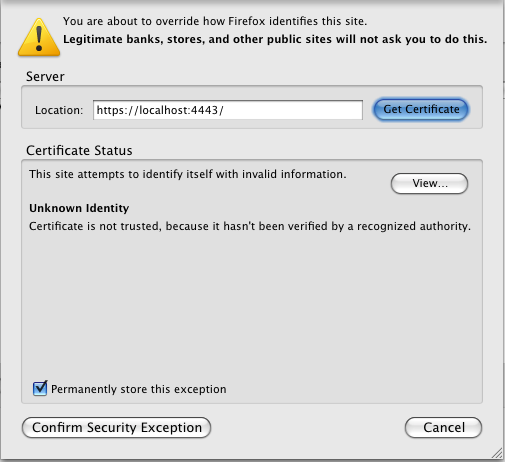 You are about to override how Firefox identifies this site.
Legitimate banks, stores, and other public sites will not ask you to do this.
Server
Location: https://localhost:4443/ Get Certificate
Certificate Status
This site attempts to identify itself with invalid information.
View...
Unknown Identity
Certificate is not trusted, because it hasn't been verified by a recognized authority.
Permanently store this exception
Confirm Security Exception Cancel